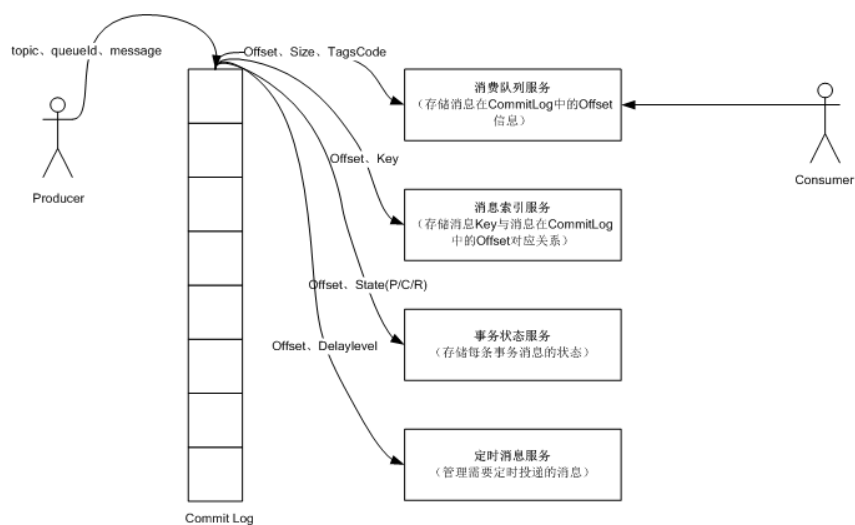 topic、queueId、message
Offset、Size、TagsCode
消费队列服务
（存储消息在CommitLog中的Offset
信息）
Producer
Consumer
Offset、Key
消息索引服务
（存储消息Key与消息在CommitLog
中的Offset对应关系）
Offset、State(P/C/R)
事务状态服务
（存储每条事务消息的状态）
Offset、Delaylevel
定时消息服务
（管理需要定时投递的消息）
Commit Log